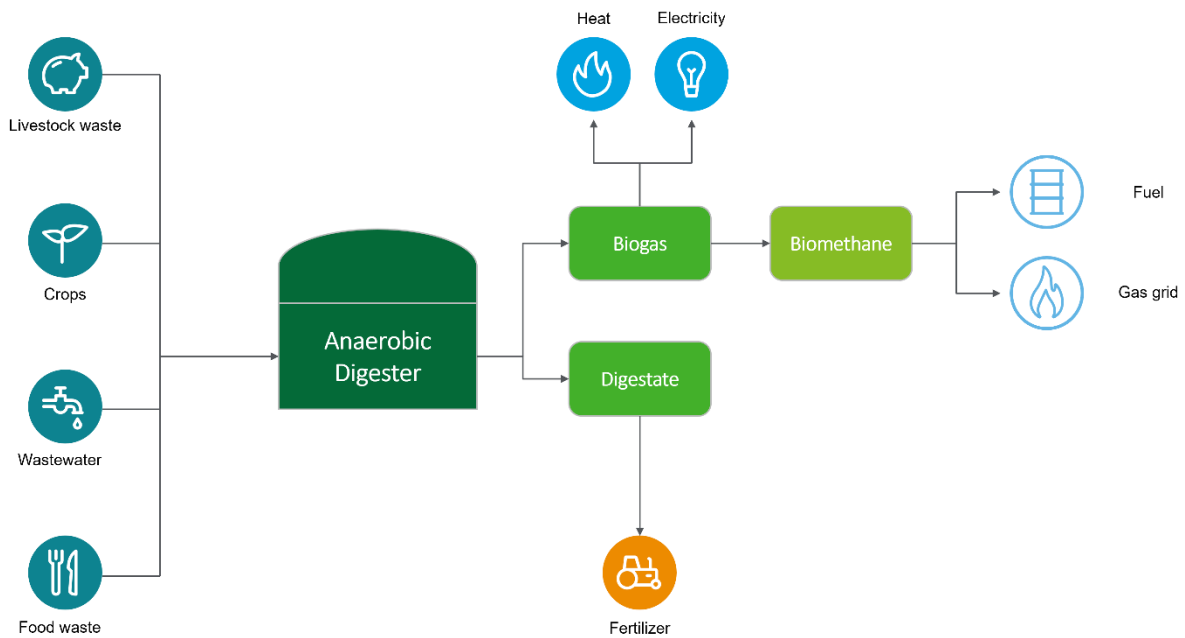 Heat
Electricity
Livestock waste
Crops
Wastewater
Food waste
Anaerobic
Digester
Biogas
Digestate
Biomethane
Fuel
Gas grid
Fertilizer